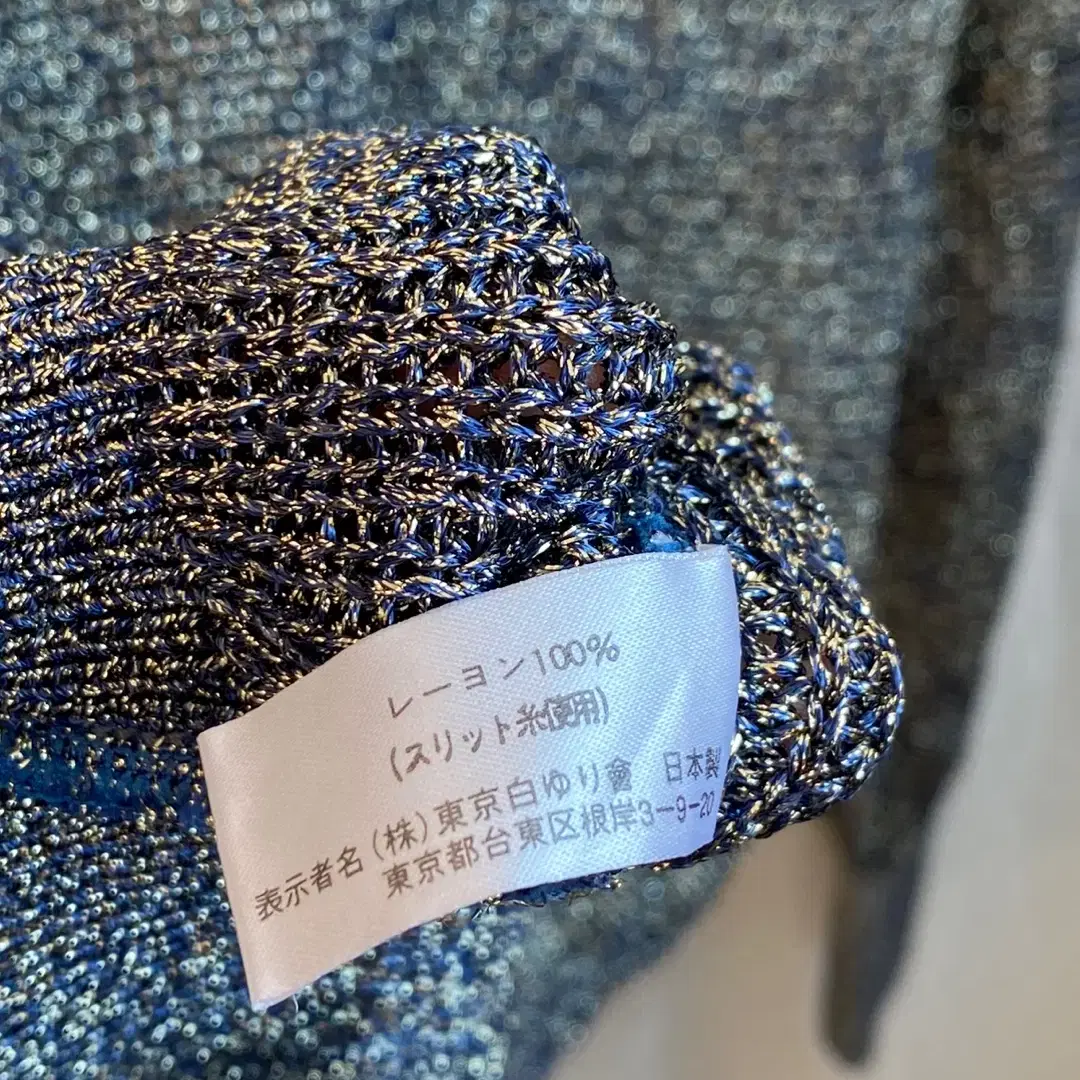 レーヨン100%
(スリット糸使用)
表示者名 (株)東京白ゆり會 日本製
東京都台東区根岸3-9-20